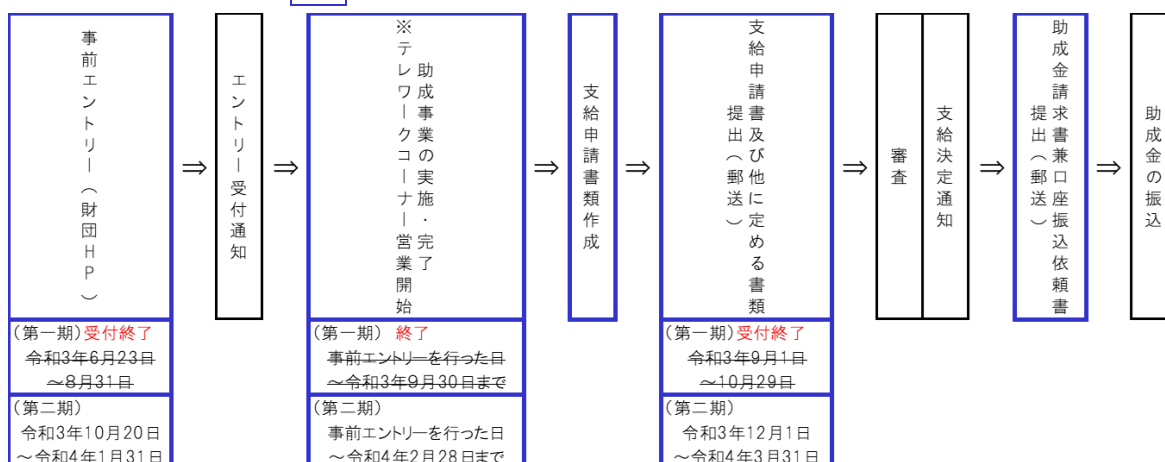 事前エントリー（財団ＨＰ）
⇒
エントリー受付通知
⇒
助成事業の実施・完了
※テレワークコーナー営業開始
⇒
支給申請書類作成
⇒
支給申請書及び他に定める書類
提出（郵送）
⇒
審査
支給決定通知
⇒
助成金請求書兼口座振込依頼書
提出（郵送）
⇒
助成金の振込
(第一期)受付終了
令和3年6月23日
～8月31日
(第二期)
令和3年10月20日
～令和4年1月31日
(第一期) 終了
事前エントリーを行った日
～令和3年9月30日まで
(第二期)
事前エントリーを行った日
～令和4年2月28日まで
(第一期)受付終了
令和3年9月1日
～10月29日
(第二期)
令和3年12月1日
～令和4年3月31日